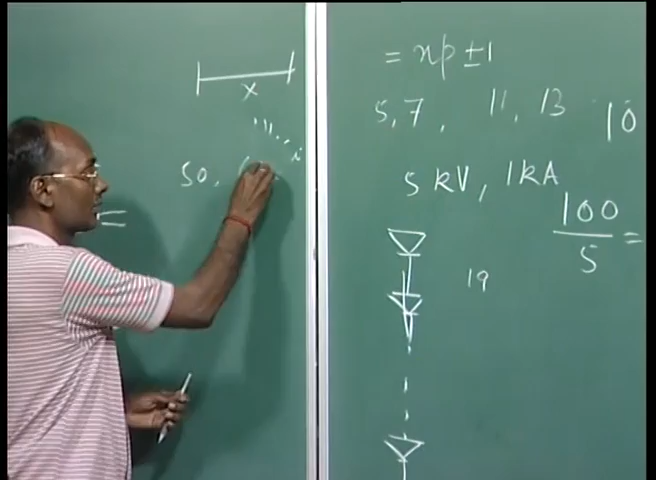 x
50,
= np ±1
5, 7, 11, 13
10
5 kV, 1kA
100
5
=
19